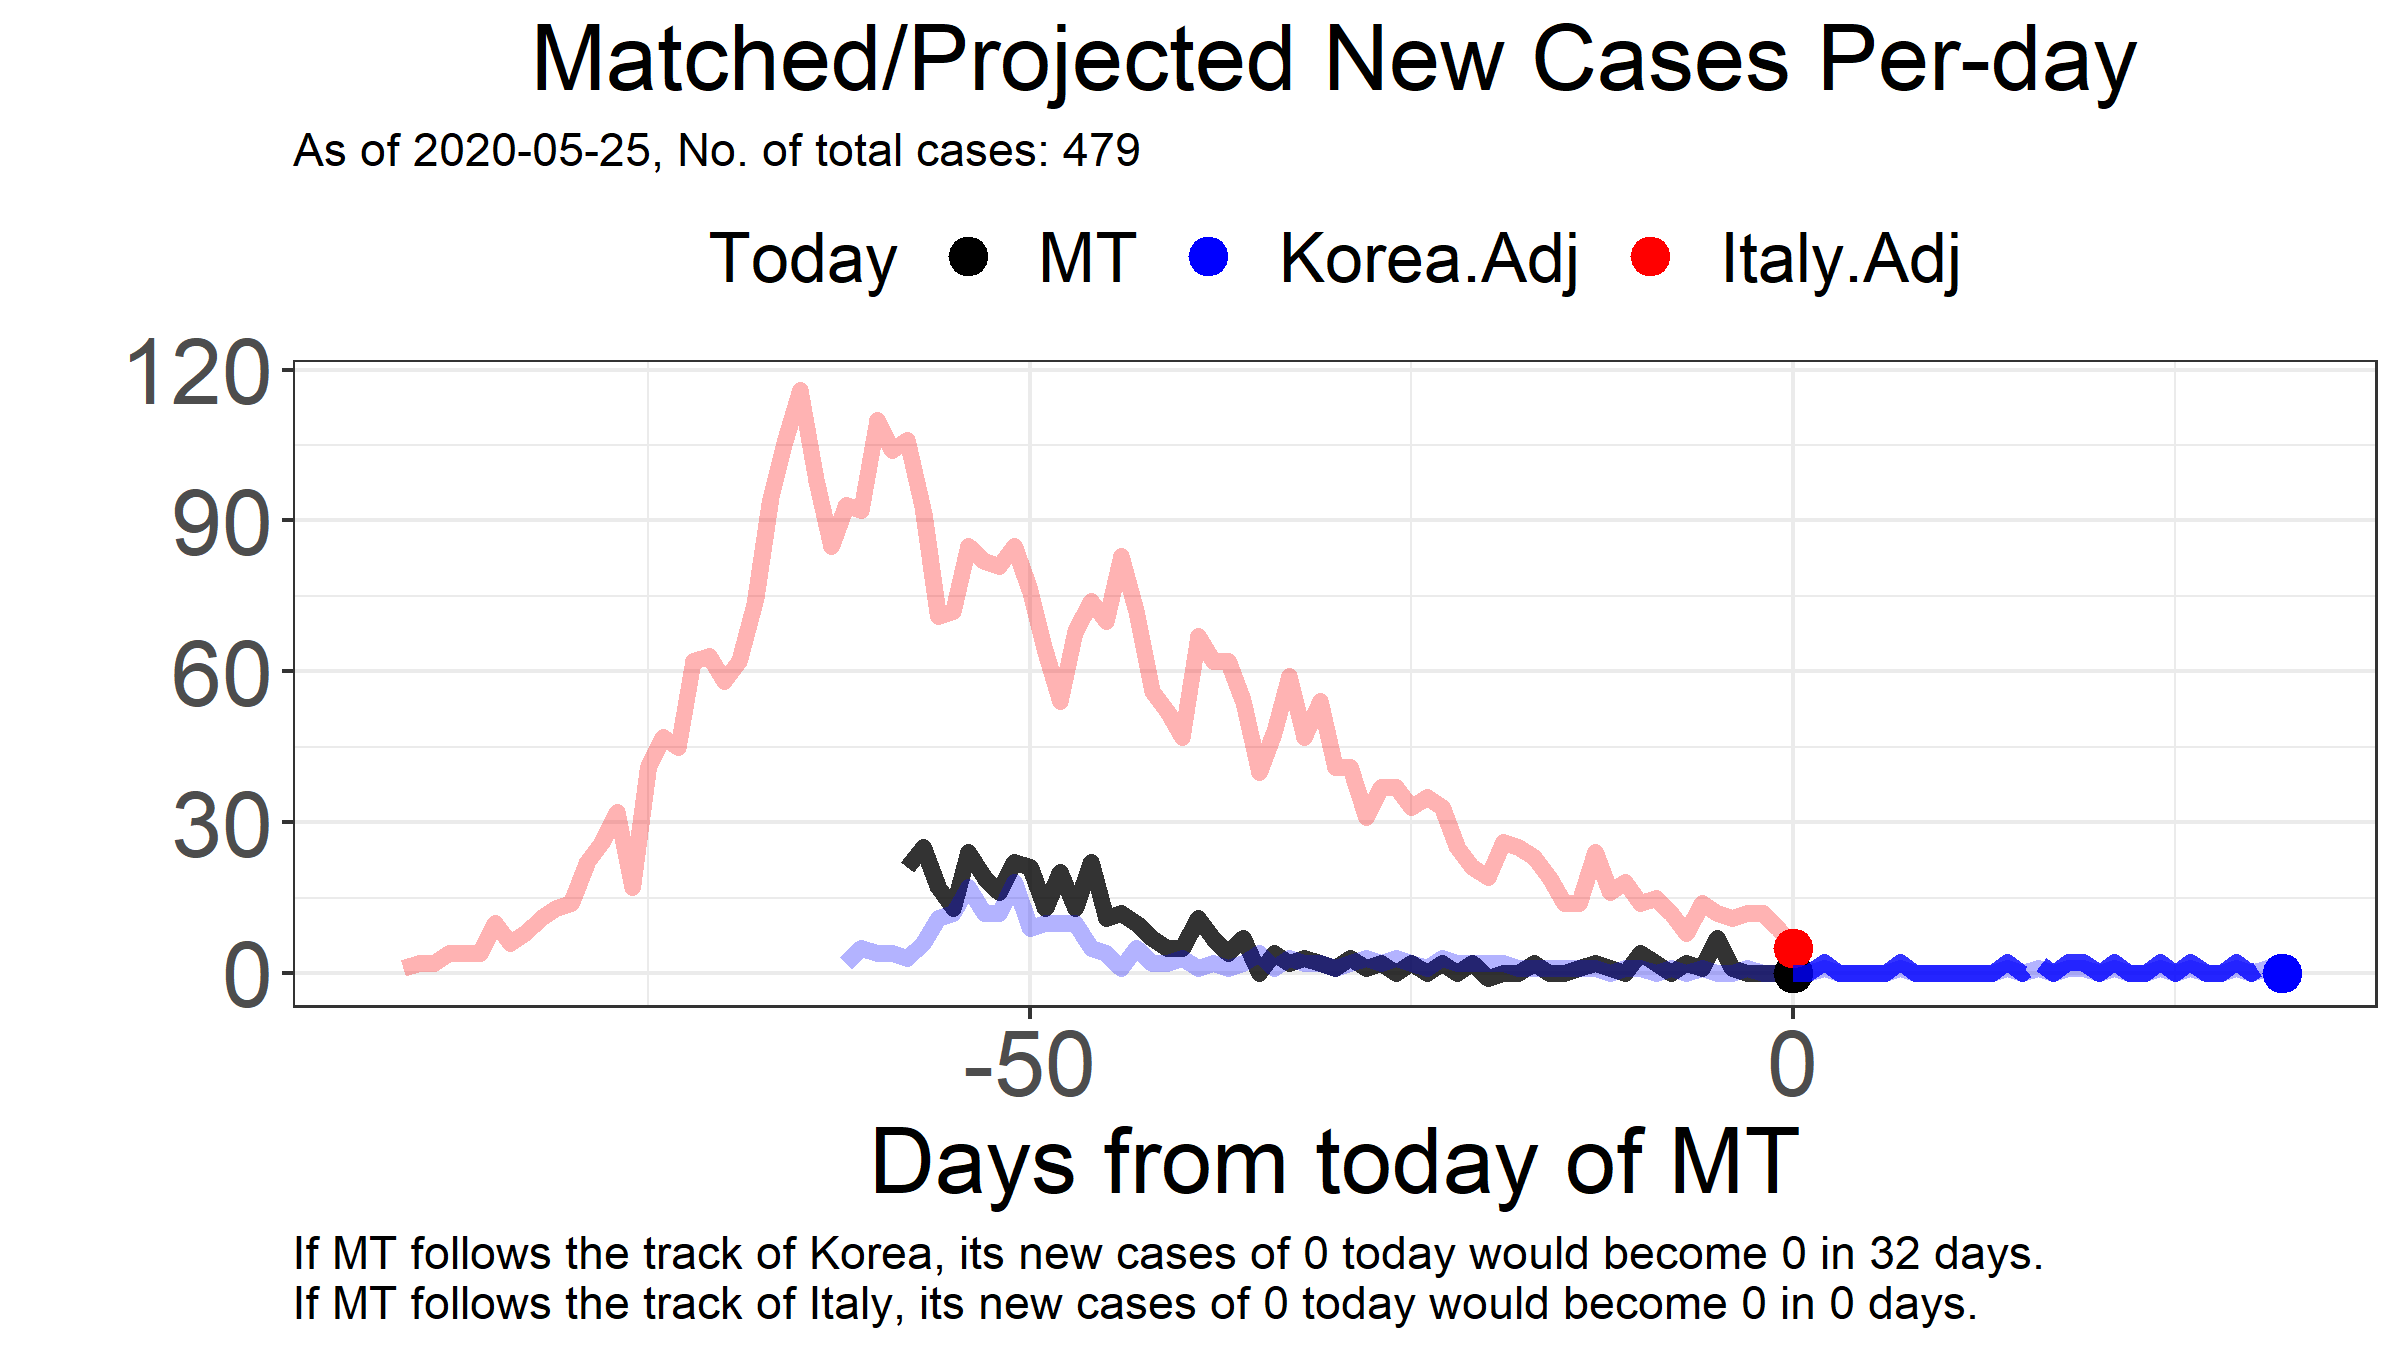 Matched/Projected New Cases Per-day
As of 2020-05-25, No. of total cases: 479
Today MT Korea.Adj Italy.Adj
120
90
60
30
0
-50 0
Days from today of MT
If MT follows the track of Korea, its new cases of 0 today would become 0 in 32 days.
If MT follows the track of Italy, its new cases of 0 today would become 0 in 0 days.